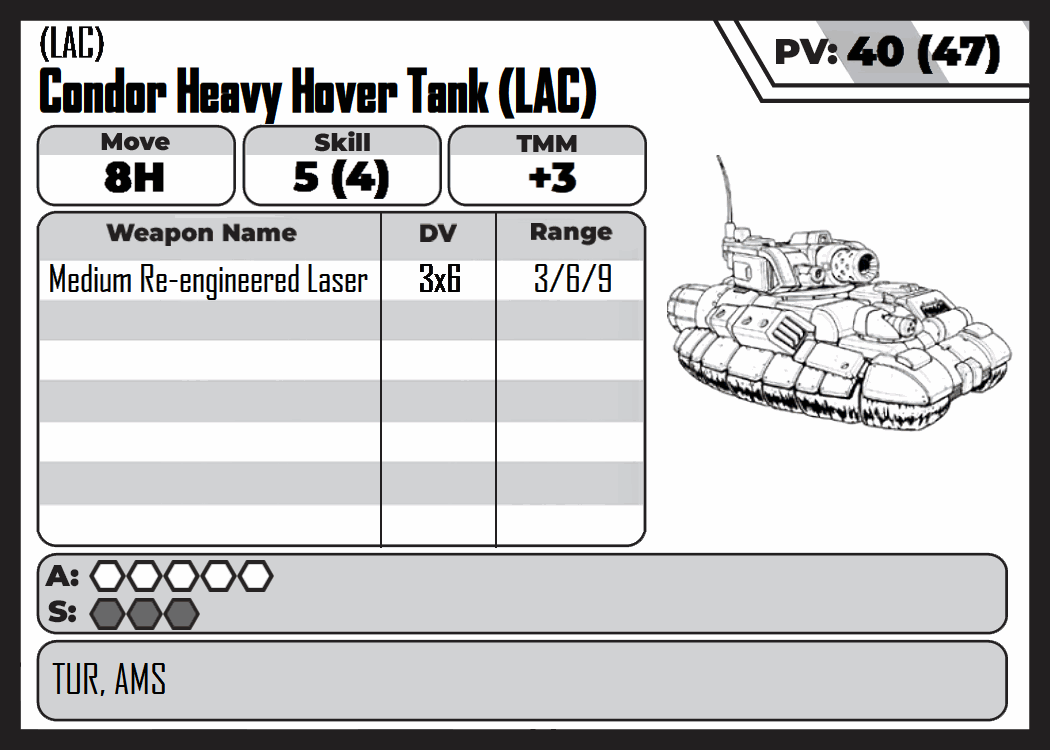 (LAC)
PV: 40 (47)
Condor Heavy Hover Tank (LAC)
Move Skill TMM
8H 5 (4) +3
Weapon Name DV Range
Medium Re-engineered Laser 3x6 3/6/9
A:
S:
TUR, AMS